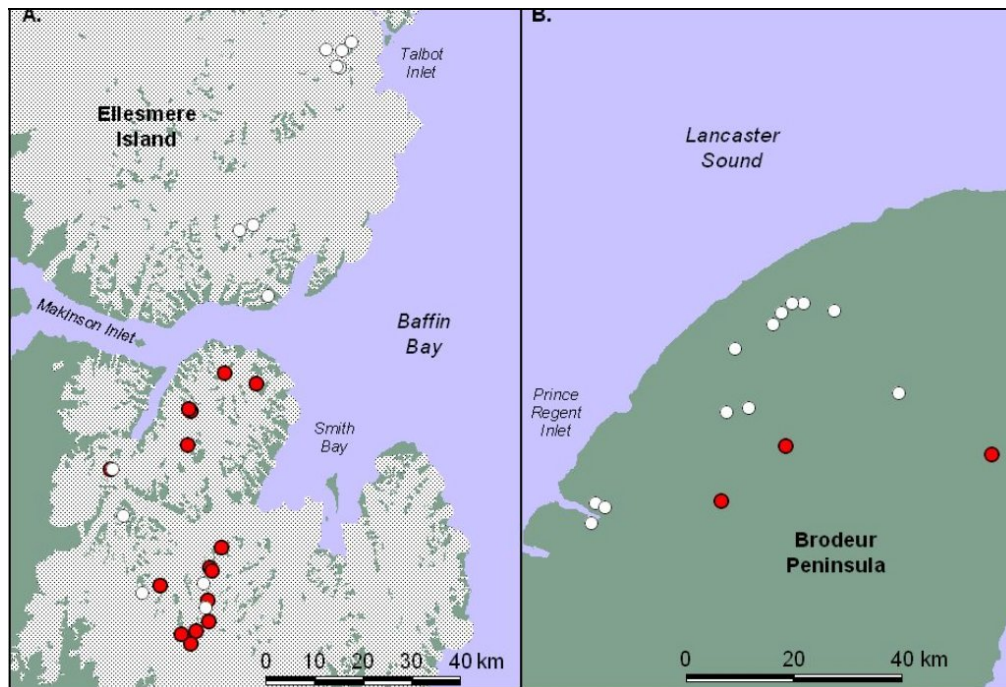 A.
Talbot
Inlet
Ellesmere
Island
Makinson Inlet
Baffin
Bay
Smith
Bay
0 10 20 30 40 km
B.
Lancaster
Sound
Prince
Regent
Inlet
Brodeur
Peninsula
0 20 40 km